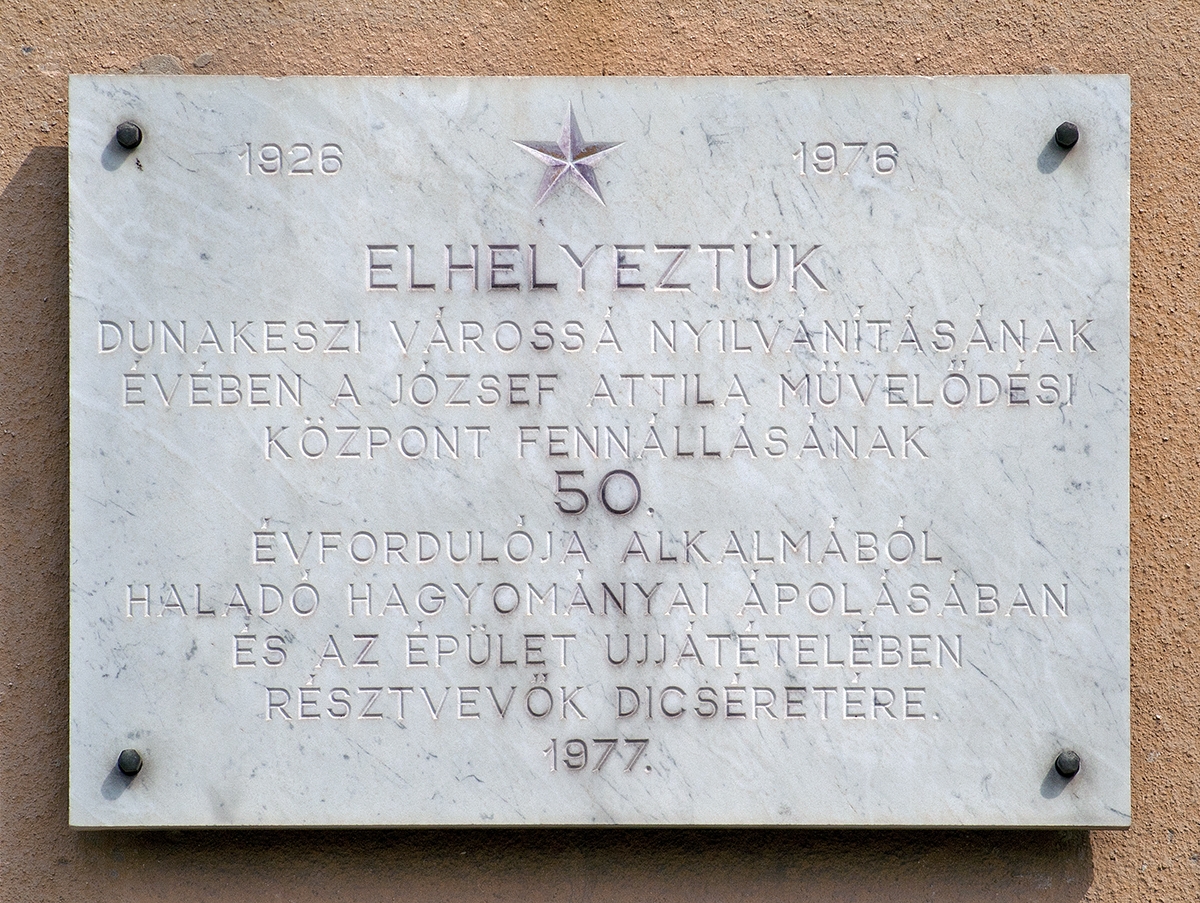 1926 1976
ELHELYEZTÜK
DUNAKESZI VÁROSSÁ NYILVÁNÍTÁSÁNAK
ÉVÉBEN A JÓZSEF ATTILA MŰVELŐDÉSI
KÖZPONT FENNÁLLÁSÁNAK
50.
ÉVFORDULÓJA ALKALMÁBÓL
HALADÓ HAGYOMÁNYAI ÁPOLÁSÁBAN
ÉS AZ ÉPÜLET UJJÁTÉTELÉBEN
RÉSZTVEVŐK DICSÉRETÉRE.
1977.